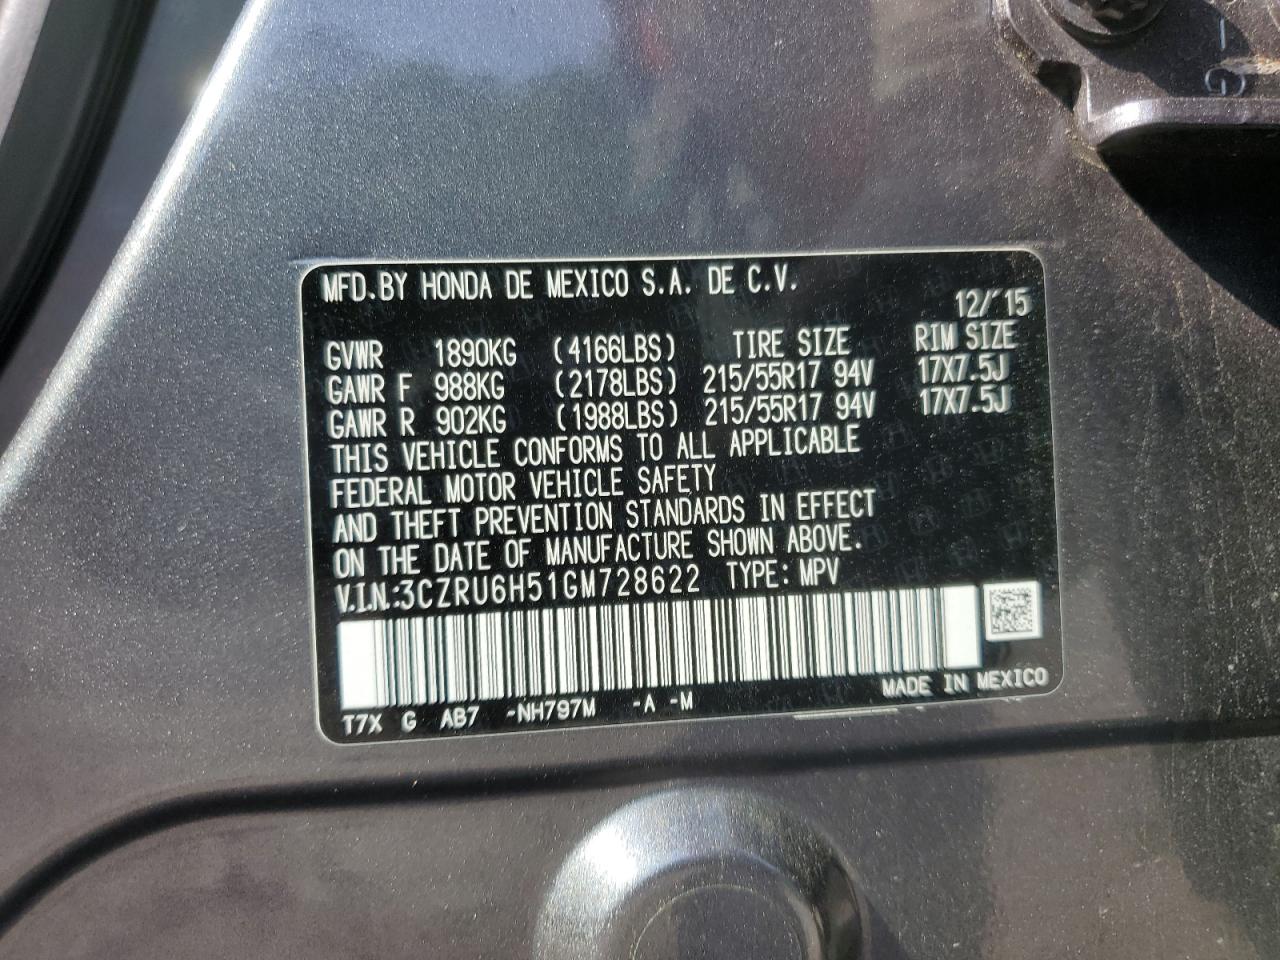 MFD.BY HONDA DE MEXICO S.A. DE C.V.
12/'15
GVWR 1890KG (4166LBS) TIRE SIZE RIM SIZE
GAWR F 988KG (2178LBS) 215/55R17 94V 17X7.5J
GAWR R 902KG (1988LBS) 215/55R17 94V 17X7.5J
THIS VEHICLE CONFORMS TO ALL APPLICABLE
FEDERAL MOTOR VEHICLE SAFETY
AND THEFT PREVENTION STANDARDS IN EFFECT
ON THE DATE OF MANUFACTURE SHOWN ABOVE.
V.I.N.:3CZRU6H51GM728622 TYPE: MPV
MADE IN MEXICO
T7X G AB7 -NH797M -A -M